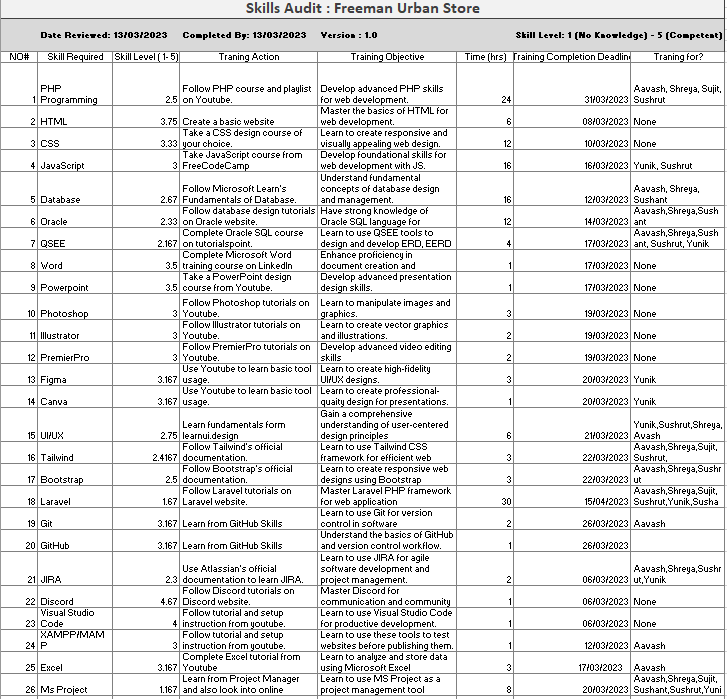 Skills Audit : Freeman Urban Store
Date Reviewed: 13/03/2023 Completed By: 13/03/2023 Version : 1.0 Skill Level: 1 (No Knowledge) - 5 (Competent)
NO# Skill Required Skill Level ( 1- 5) Traning Action Training Objective Time (hrs) Training Completion Deadline Traning for?
PHP Follow PHP course and playlist Develop advanced PHP skills Aavash, Shreya, Sujit,
1 Programming 2.5 on Youtube. for web development. 24 31/03/2023 Sushrut
Master the basics of HTML for
2 HTML 3.75 Create a basic website web development. 6 08/03/2023 None
Take a CSS design course of Learn to create responsive and
3 CSS 3.33 your choice. visually appealing web design. 12 10/03/2023 None
Take JavaScript course from Develop foundational skills for
4 JavaScript 3 FreeCodeCamp web development with JS. 16 16/03/2023 Yunik, Sushrut
Understand fundamental
Follow Microsoft Learn's concepts of database design Aavash, Shreya,
5 Database 2.67 Fundamentals of Database. and management. 16 12/03/2023 Sushant
Follow database design tutorials Have strong knowledge of Aavash,Shreya,Sush
6 Oracle 2.33 on Oracle website. Oracle SQL language for 12 14/03/2023 ant
Complete Oracle SQL course Learn to use QSEE tools to Aavash,Shreya,Sush
7 QSEE 2.167 on tutorialspoint. design and develop ERD, EERD 4 17/03/2023 ant, Sushrut, Yunik
Complete Microsoft Word Enhance proficiency in
8 Word 3.5 training course on LinkedIn document creation and 1 17/03/2023 None
Take a PowerPoint design Develop advanced presentation
9 Powerpoint 3.5 course from Youtube. design skills. 1 17/03/2023 None
Follow Photoshop tutorials on Learn to manipulate images and
10 Photoshop 3 Youtube. graphics. 3 19/03/2023 None
Follow Illustrator tutorials on Learn to create vector graphics
11 Illustrator 3 Youtube. and illustrations. 2 19/03/2023 None
Follow PremierPro tutorials on Develop advanced video editing
12 PremierPro 3 Youtube. skills 2 19/03/2023 None
Use Youtube to learn basic tool Learn to create high-fidelity
13 Figma 3.167 usage. UI/UX designs. 3 20/03/2023 Yunik
Use Youtube to learn basic tool Learn to create professional-
14 Canva 3.167 usage. quality design for presentations. 1 20/03/2023 Yunik
Gain a comprehensive
Learn fundamentals form understanding of user-centered Yunik,Sushrut,Shreya,
15 UI/UX 2.75 learnui.design design principles 6 21/03/2023 Avash
Follow Tailwind's official Learn to use Tailwind CSS Aavash,Shreya,Sujit,
16 Tailwind 2.4167 documentation. framework for efficient web 3 22/03/2023 Sushrut,
Follow Bootstrap's official Learn to create responsive web Aavash,Shreya,Sushr
17 Bootstrap 2.5 documentation. designs using Bootstrap 3 22/03/2023 ut
Follow Laravel tutorials on Master Laravel PHP framework Aavash,Shreya,Sujit,
18 Laravel 1.67 Laravel website. for web application 30 15/04/2023 Sushrut,Yunik,Susha
Learn to use Git for version
19 Git 3.167 Learn from GitHub Skills control in software 2 26/03/2023 Aavash
Understand the basics of GitHub
20 GitHub 3.167 Learn from GitHub Skills and version control workflow. 1 26/03/2023
Learn to use JIRA for agile
Use Atlassian's official software development and Aavash,Shreya,Sushr
21 JIRA 2.3 documentation to learn JIRA. project management. 2 06/03/2023 ut,Yunik
Follow Discord tutorials on Master Discord for
22 Discord 4.67 Discord website. communication and community 1 06/03/2023 None
Visual Studio Follow tutorial and setup Learn to use Visual Studio Code
23 Code 4 instruction from youtube. for productive development. 1 06/03/2023 None
XAMPP/MAM Follow tutorial and setup Learn to use these tools to test
24 P 3 instruction from youtube. websites before publishing them. 1 12/03/2023 Aavash
Complete Excel tutorial from Learn to analyze and store data
25 Excel 3.167 Youtube using Microsoft Excel 3 17/03/2023 Aavash
Learn from Project Manager Learn to use MS Project as a Aavash,Shreya,Sujit,
26 Ms Project 1.167 and also look into online project management tool 8 20/03/2023 Sushant,Sushrut,Yuni